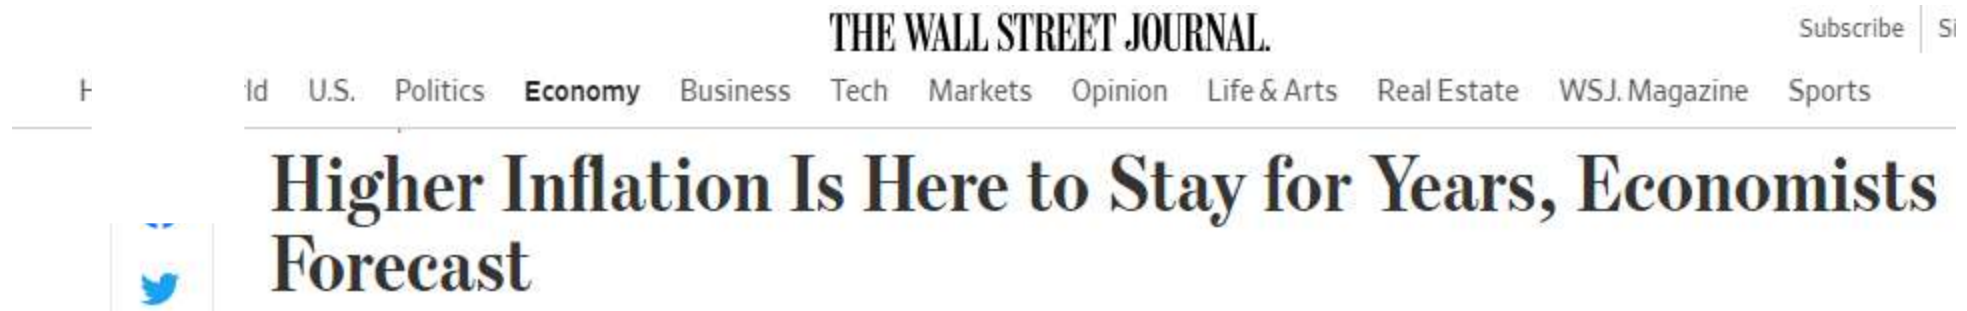 THE WALL STREET JOURNAL.
Subscribe
U.S. Politics Economy Business Tech Markets Opinion Life & Arts Real Estate WSJ. Magazine Sports
Higher Inflation Is Here to Stay for Years, Economists
Forecast